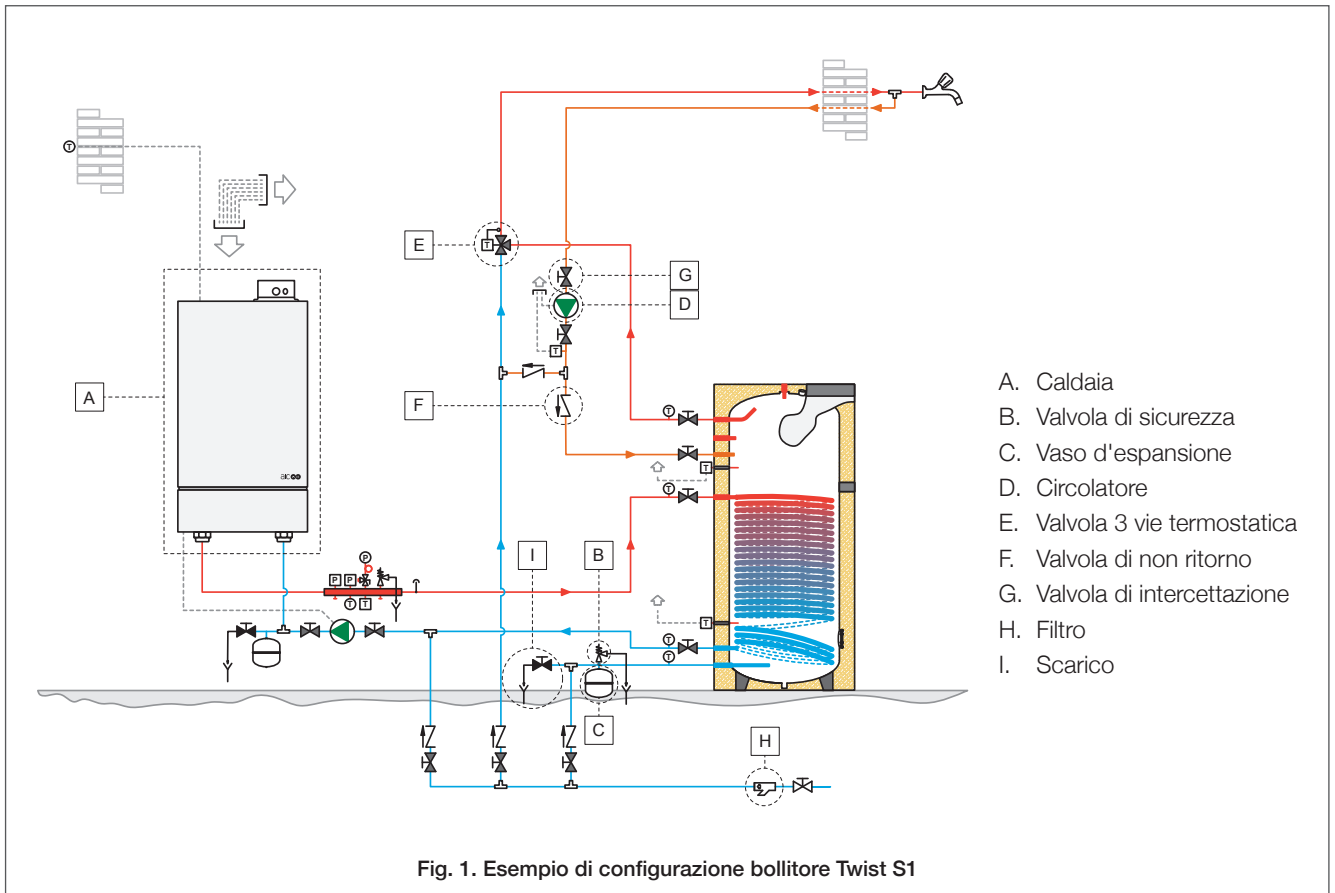 T
E
G
D
T
T
A
F
T
T
aic
T
P
I
B
P P
T T
T
T
T
C
H
A. Caldaia
B. Valvola di sicurezza
C. Vaso d'espansione
D. Circolatore
E. Valvola 3 vie termostatica
F. Valvola di non ritorno
G. Valvola di intercettazione
H. Filtro
I. Scarico
Fig. 1. Esempio di configurazione bollitore Twist S1